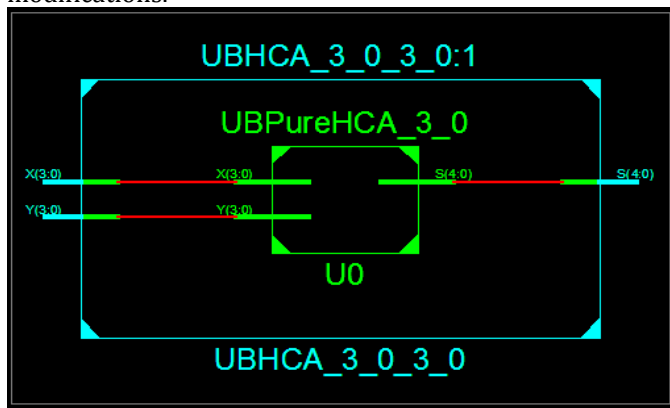 UBHCA_3_0_3_0:1
UBPureHCA_3_0
X(3:0) X(3:0) S(4:0) S(4:0)
Y(3:0) Y(3:0)
U0
UBHCA_3_0_3_0